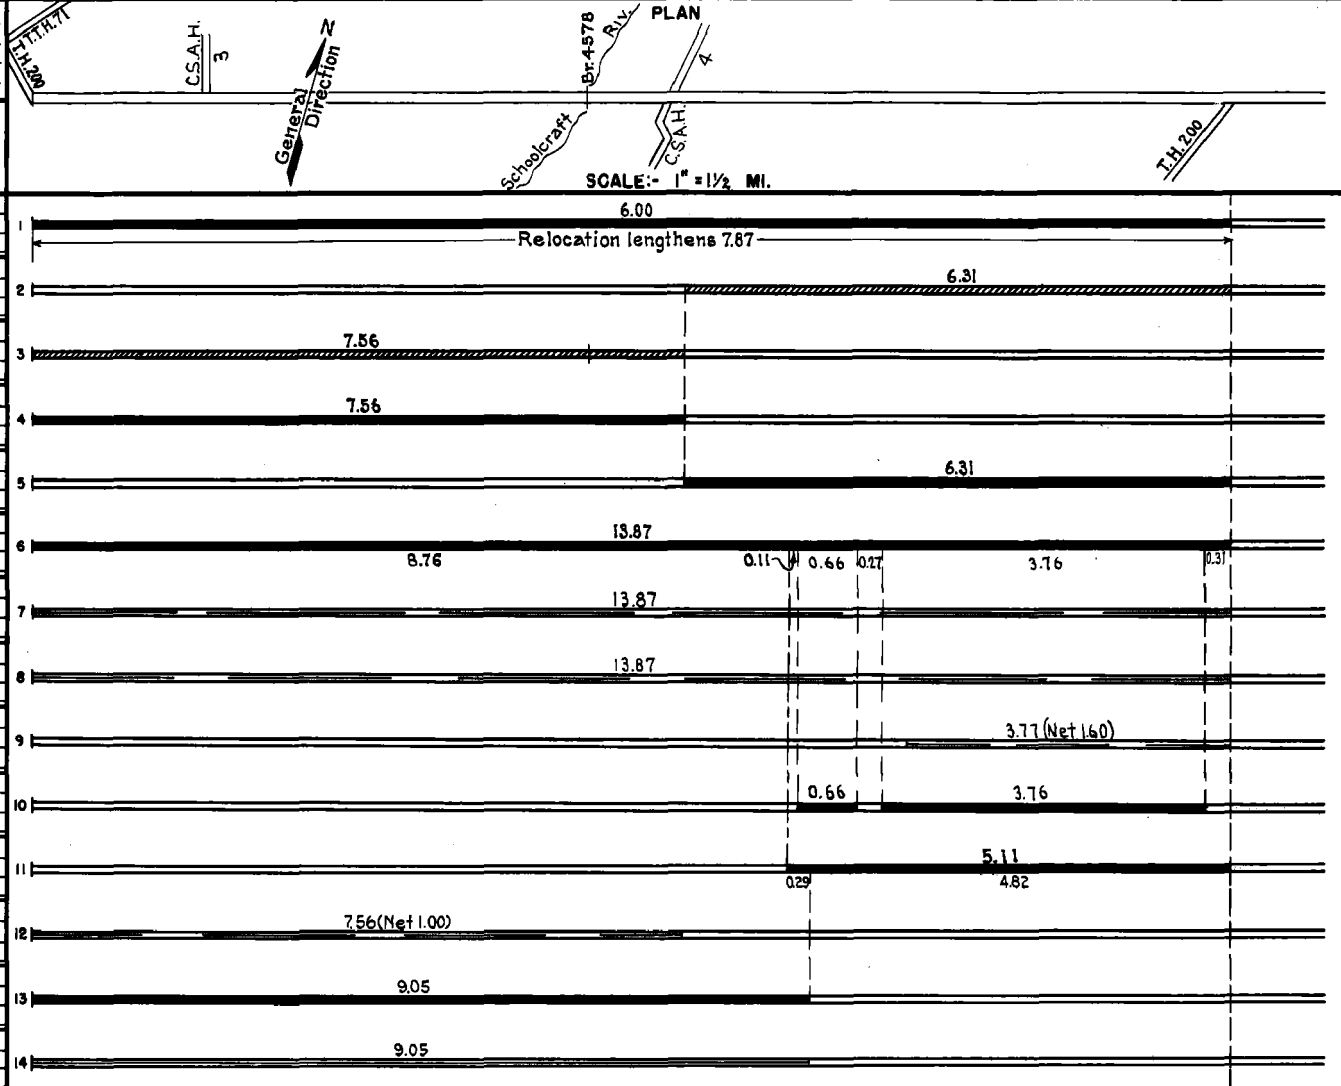 PLAN
T.T.H.71
T.H.200
C.S.A.H.
3
N
General Direction
Br.4578
Riv.
Schoolcraft
4
C.S.A.H.
T.H.200
SCALE:- 1" = 1½ MI.
1 6.00
Relocation lengthens 7.87
2 6.31
3 7.56
4 7.56
5 6.31
6 13.87
8.76 0.11 0.66 0.27 3.76 0.31
7 13.87
8 13.87
9 3.77 (Net 1.60)
10 0.66 3.76
11 5.11
0.29 4.82
12 7.56 (Net 1.00)
13 9.05
14 9.05